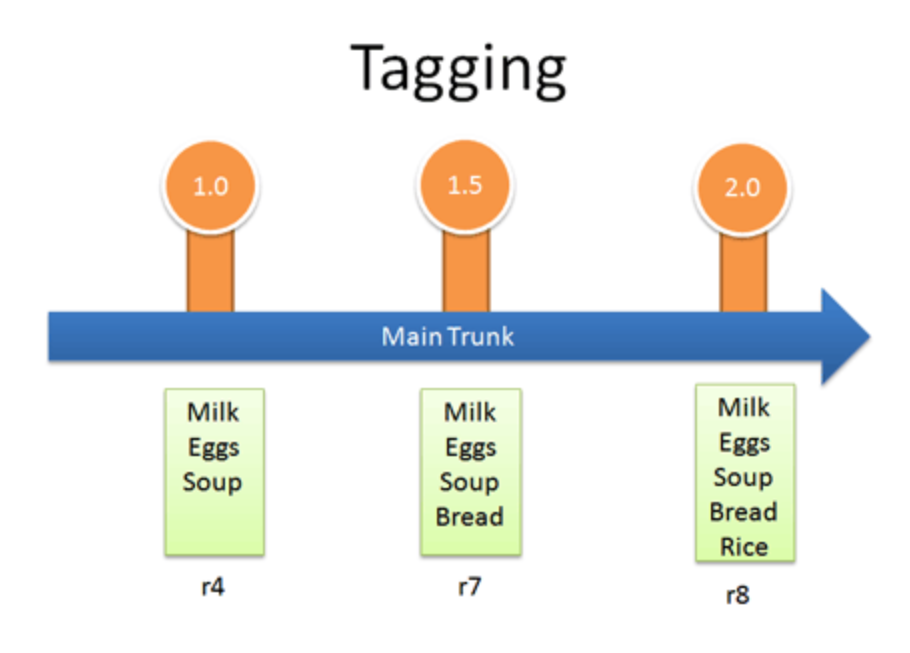 Tagging
1.0
1.5
2.0
Main Trunk
Milk
Eggs
Soup
r4
Milk
Eggs
Soup
Bread
r7
Milk
Eggs
Soup
Bread
Rice
r8